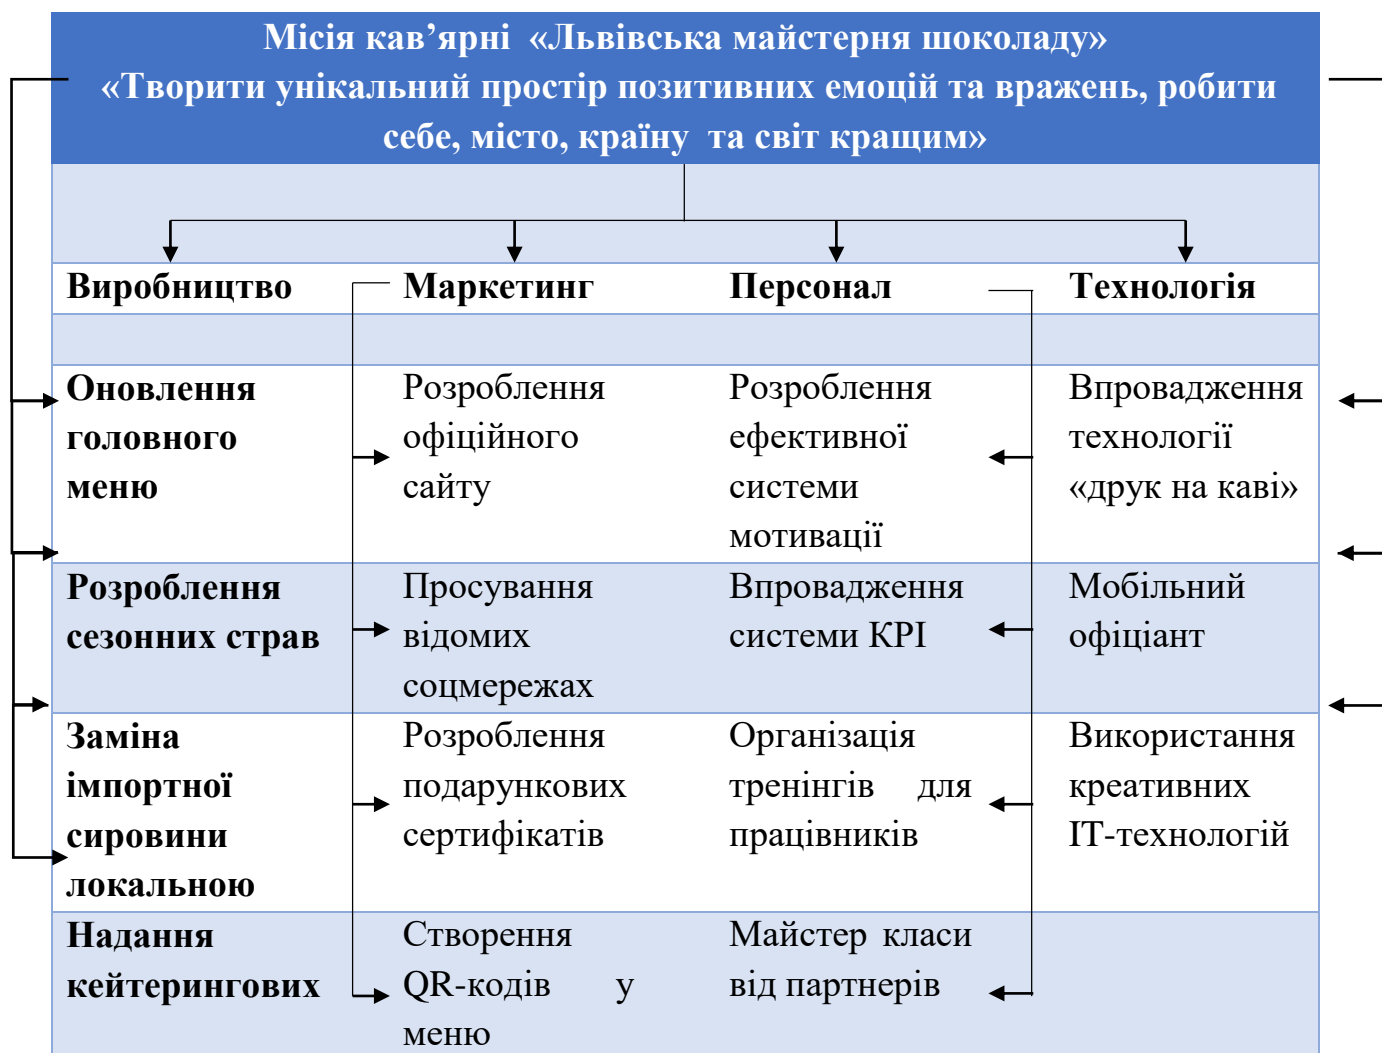 Місія кав’ярні «Львівська майстерня шоколаду»
«Творити унікальний простір позитивних емоцій та вражень, робити
себе, місто, країну та світ кращим»
Виробництво
Маркетинг
Персонал
Технологія
Оновлення
головного
меню
Розроблення
офіційного
сайту
Розроблення
ефективної
системи
мотивації
Впровадження
технології
«друк на каві»
Розроблення
сезонних страв
Просування
відомих
соцмережах
Впровадження
системи КРІ
Мобільний
офіціант
Заміна
імпортної
сировини
локальною
Розроблення
подарункових
сертифікатів
Організація
тренінгів для
працівників
Використання
креативних
ІТ-технологій
Надання
кейтерингових
Створення
QR-кодів у
меню
Майстер класи
від партнерів